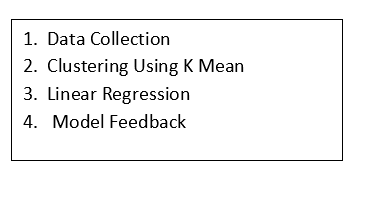 1. Data Collection
2. Clustering Using K Mean
3. Linear Regression
4. Model Feedback